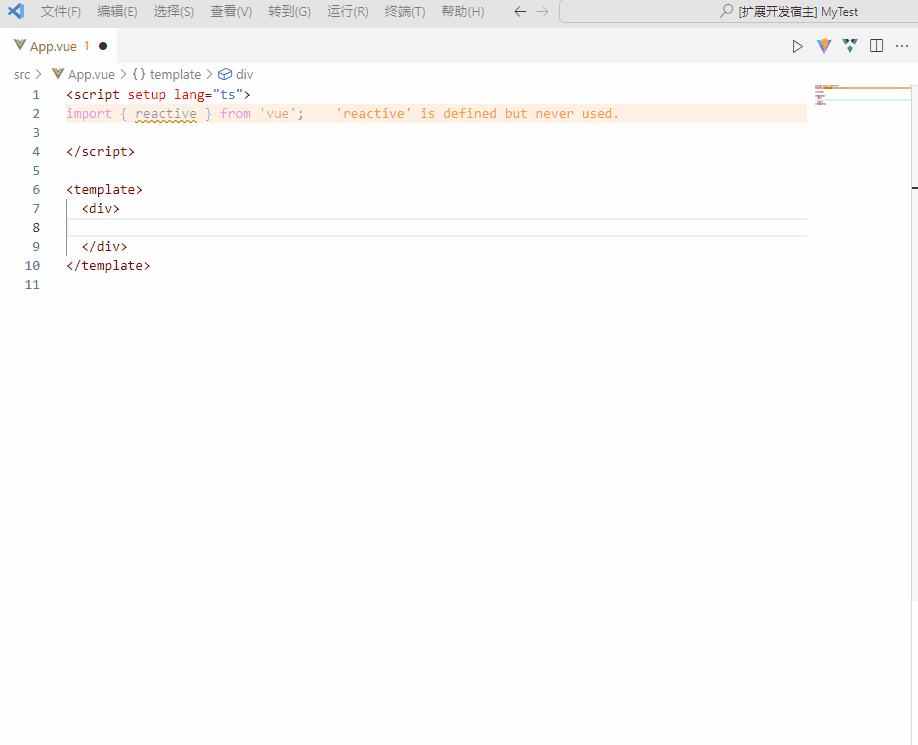 文件(F) 编辑(E) 选择(S) 查看(V) 转到(G) 运行(R) 终端(T) 帮助(H) [扩展开发宿主] MyTest
App.vue 1
src > App.vue > {} template > div
1 <script setup lang="ts">
2 import { reactive } from 'vue'; 'reactive' is defined but never used.
3
4 </script>
5
6 <template>
7 <div>
8
9 </div>
10 </template>
11